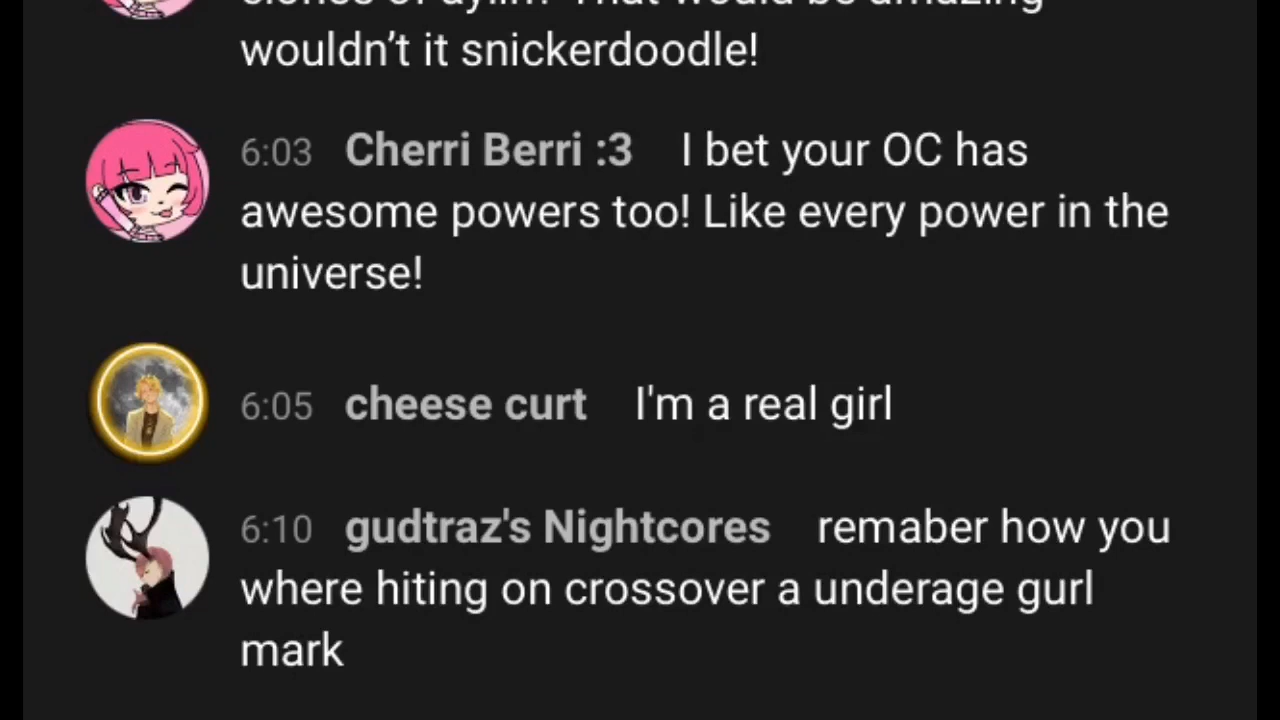 wouldn't it snickerdoodle!
6:03 Cherri Berri :3 I bet your OC has
awesome powers too! Like every power in the
universe!
6:05 cheese curt I'm a real girl
6:10 gudtraz's Nightcores remaber how you
where hiting on crossover a underage gurl
mark